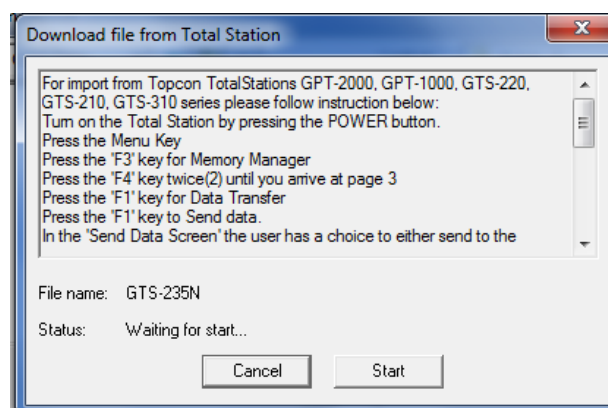 Download file from Total Station
For import from Topcon TotalStations GPT-2000, GPT-1000, GTS-220,
GTS-210, GTS-310 series please follow instruction below:
Turn on the Total Station by pressing the POWER button.
Press the Menu Key
Press the 'F3' key for Memory Manager
Press the 'F4' key twice(2) until you arrive at page 3
Press the 'F1' key for Data Transfer
Press the 'F1' key to Send data.
In the 'Send Data Screen' the user has a choice to either send to the
File name: GTS-235N
Status: Waiting for start...
Cancel Start